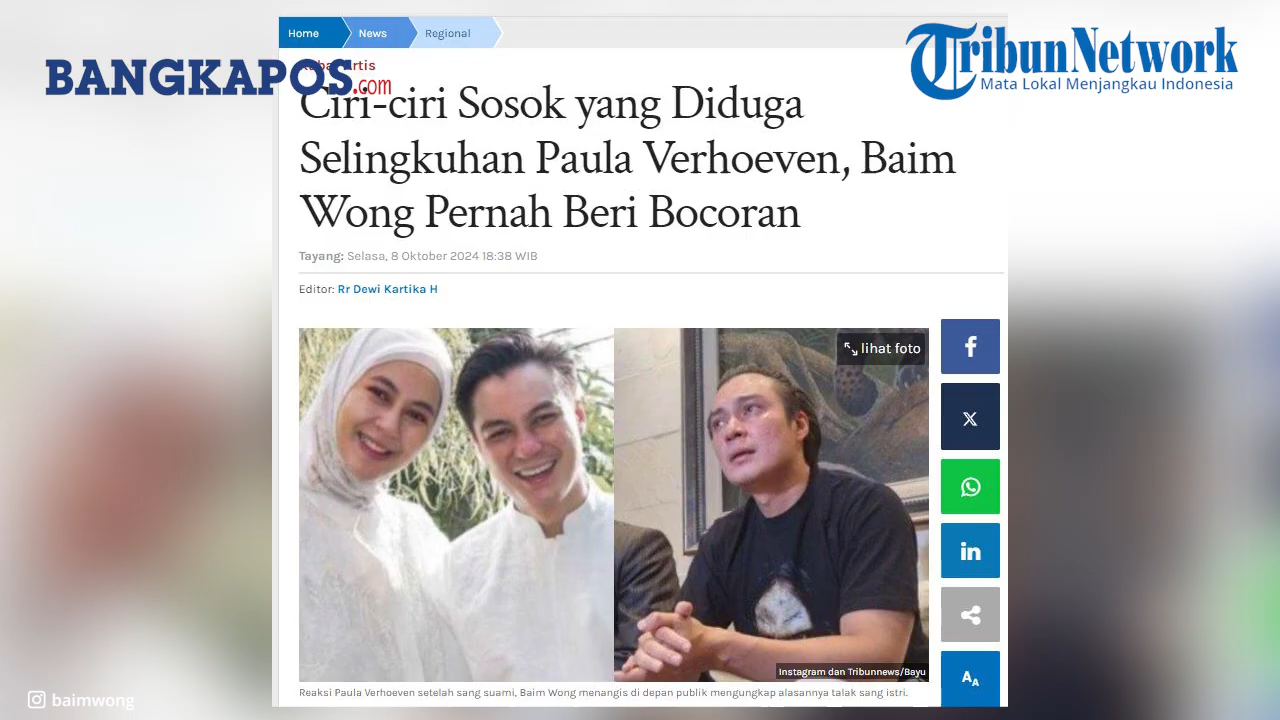 Home News Regional
BANGKAPOS.com
TribunNetwork
Mata Lokal Menjangkau Indonesia
Ciri-ciri Sosok yang Diduga
Selingkuhan Paula Verhoeven, Baim
Wong Pernah Beri Bocoran
Tayang: Selasa, 8 Oktober 2024 18:38 WIB
Editor: Rr Dewi Kartika H
lihat foto
f
X
in
AA
Instagram dan Tribunnews/Bayu
Reaksi Paula Verhoeven setelah sang suami, Baim Wong menangis di depan publik mengungkap alasannya talak sang istri.
baimwong